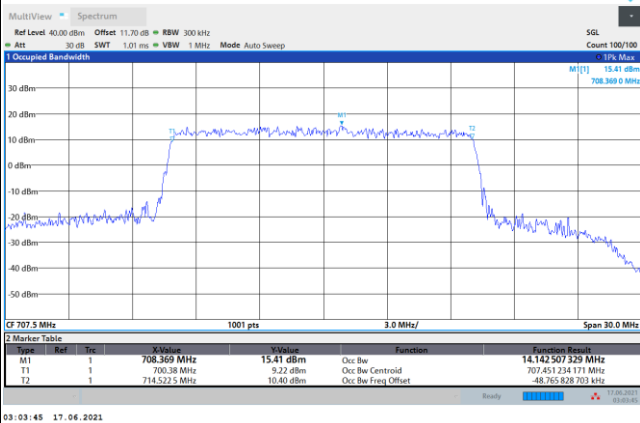 MultiView Spectrum
Ref Level 40.00 dBm Offset 11.70 dB RBW 300 kHz SGL
Att 30 dB SWT 1.01 ms VBW 1 MHz Mode Auto Sweep Count 100/100
1 Occupied Bandwidth 1Pk Max
M1[1] 15.41 dBm
708.369 0 MHz
30 dBm
20 dBm
M1
T1 T2
10 dBm
0 dBm
-10 dBm
-20 dBm
-30 dBm
-40 dBm
-50 dBm
CF 707.5 MHz 1001 pts 3.0 MHz/ Span 30.0 MHz
2 Marker Table
Type Ref Trc X-Value Y-Value Function Function Result
M1 1 708.369 MHz 15.41 dBm Occ Bw 14.142 507 329 MHz
T1 1 700.38 MHz 9.22 dBm Occ Bw Centroid 707.451 234 171 MHz
T2 1 714.522 5 MHz 10.40 dBm Occ Bw Freq Offset -48.765 828 703 kHz
Ready 17.06.2021
03:03:45
03:03:45 17.06.2021